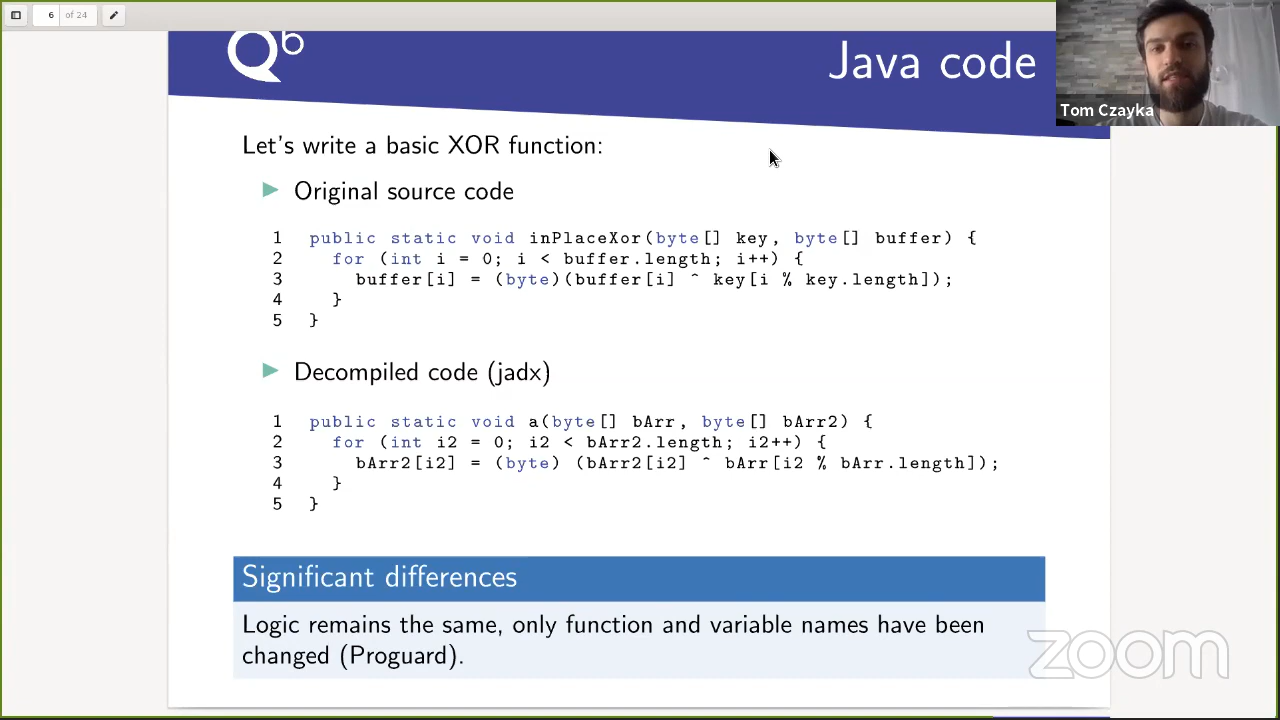 6 of 24
Qb
Java code
Tom Czayka
Let's write a basic XOR function:
Original source code
1 public static void inPlaceXor(byte[] key, byte[] buffer) {
2 for (int i = 0; i < buffer.length; i++) {
3 buffer[i] = (byte)(buffer[i] ^ key[i % key.length]);
4 }
5 }
Decompiled code (jadx)
1 public static void a(byte[] bArr, byte[] bArr2) {
2 for (int i2 = 0; i2 < bArr2.length; i2++) {
3 bArr2[i2] = (byte) (bArr2[i2] ^ bArr[i2 % bArr.length]);
4 }
5 }
Significant differences
Logic remains the same, only function and variable names have been
changed (Proguard).
zoom